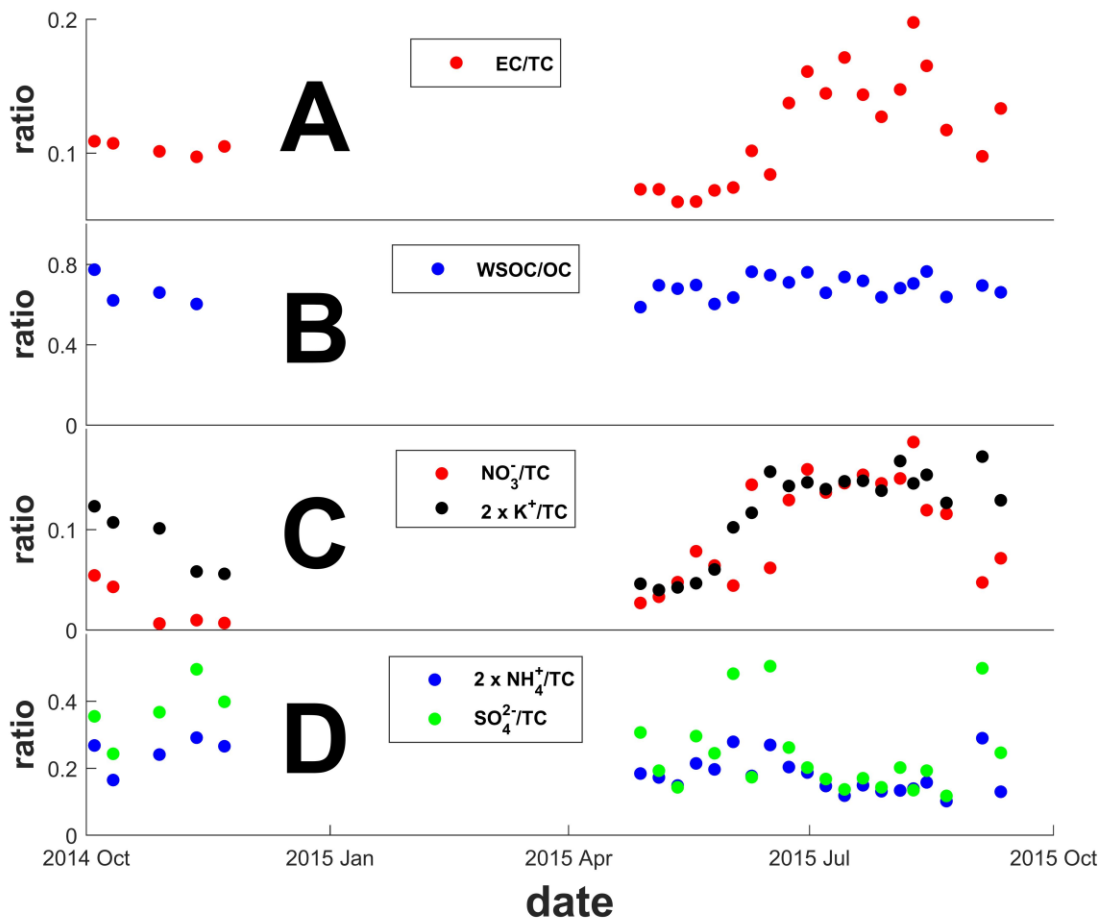 0.2
EC/TC
ratio
A
0.1
0.8
WSOC/OC
ratio
B
0.4
0
NO₃⁻/TC
2 x K⁺/TC
ratio
C
0.1
0
2 x NH₄⁺/TC
SO₄²⁻/TC
ratio
D
0.4
0.2
0
2014 Oct 2015 Jan 2015 Apr 2015 Jul 2015 Oct
date